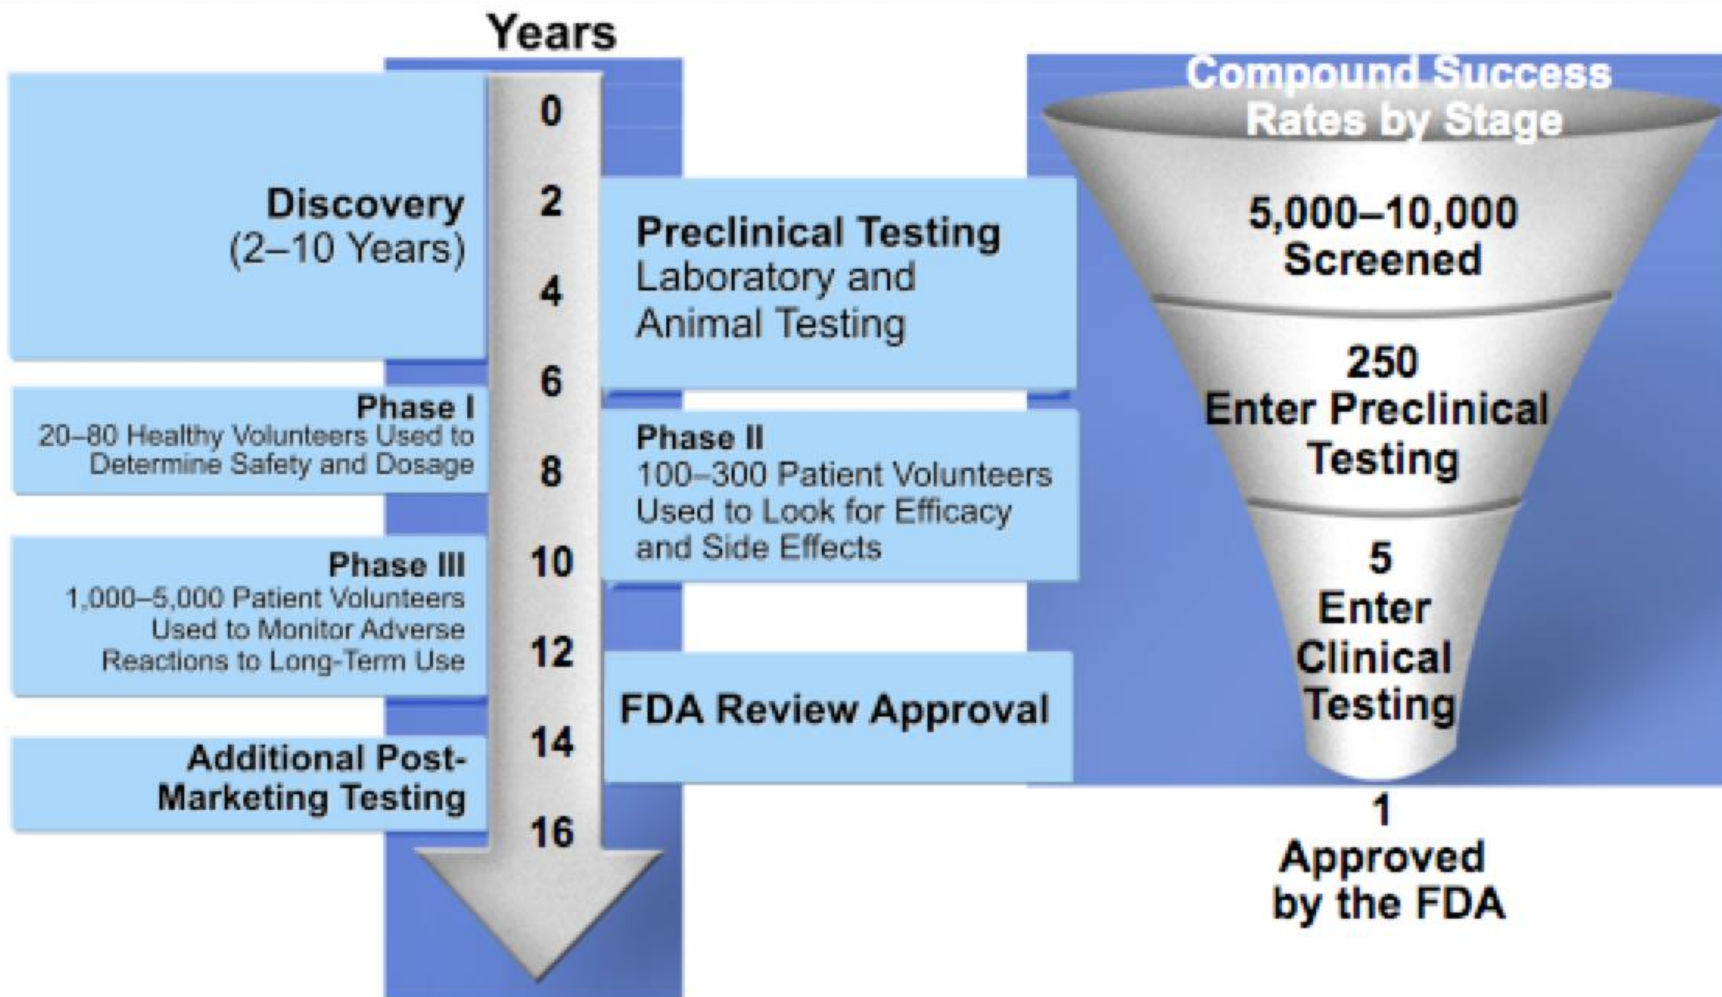 Years
0
2
4
6
8
10
12
14
16
Discovery
(2–10 Years)
Preclinical Testing
Laboratory and
Animal Testing
Phase I
20–80 Healthy Volunteers Used to
Determine Safety and Dosage
Phase II
100–300 Patient Volunteers
Used to Look for Efficacy
and Side Effects
Phase III
1,000–5,000 Patient Volunteers
Used to Monitor Adverse
Reactions to Long-Term Use
FDA Review Approval
Additional Post-
Marketing Testing
Compound Success
Rates by Stage
5,000–10,000
Screened
250
Enter Preclinical
Testing
5
Enter
Clinical
Testing
1
Approved
by the FDA